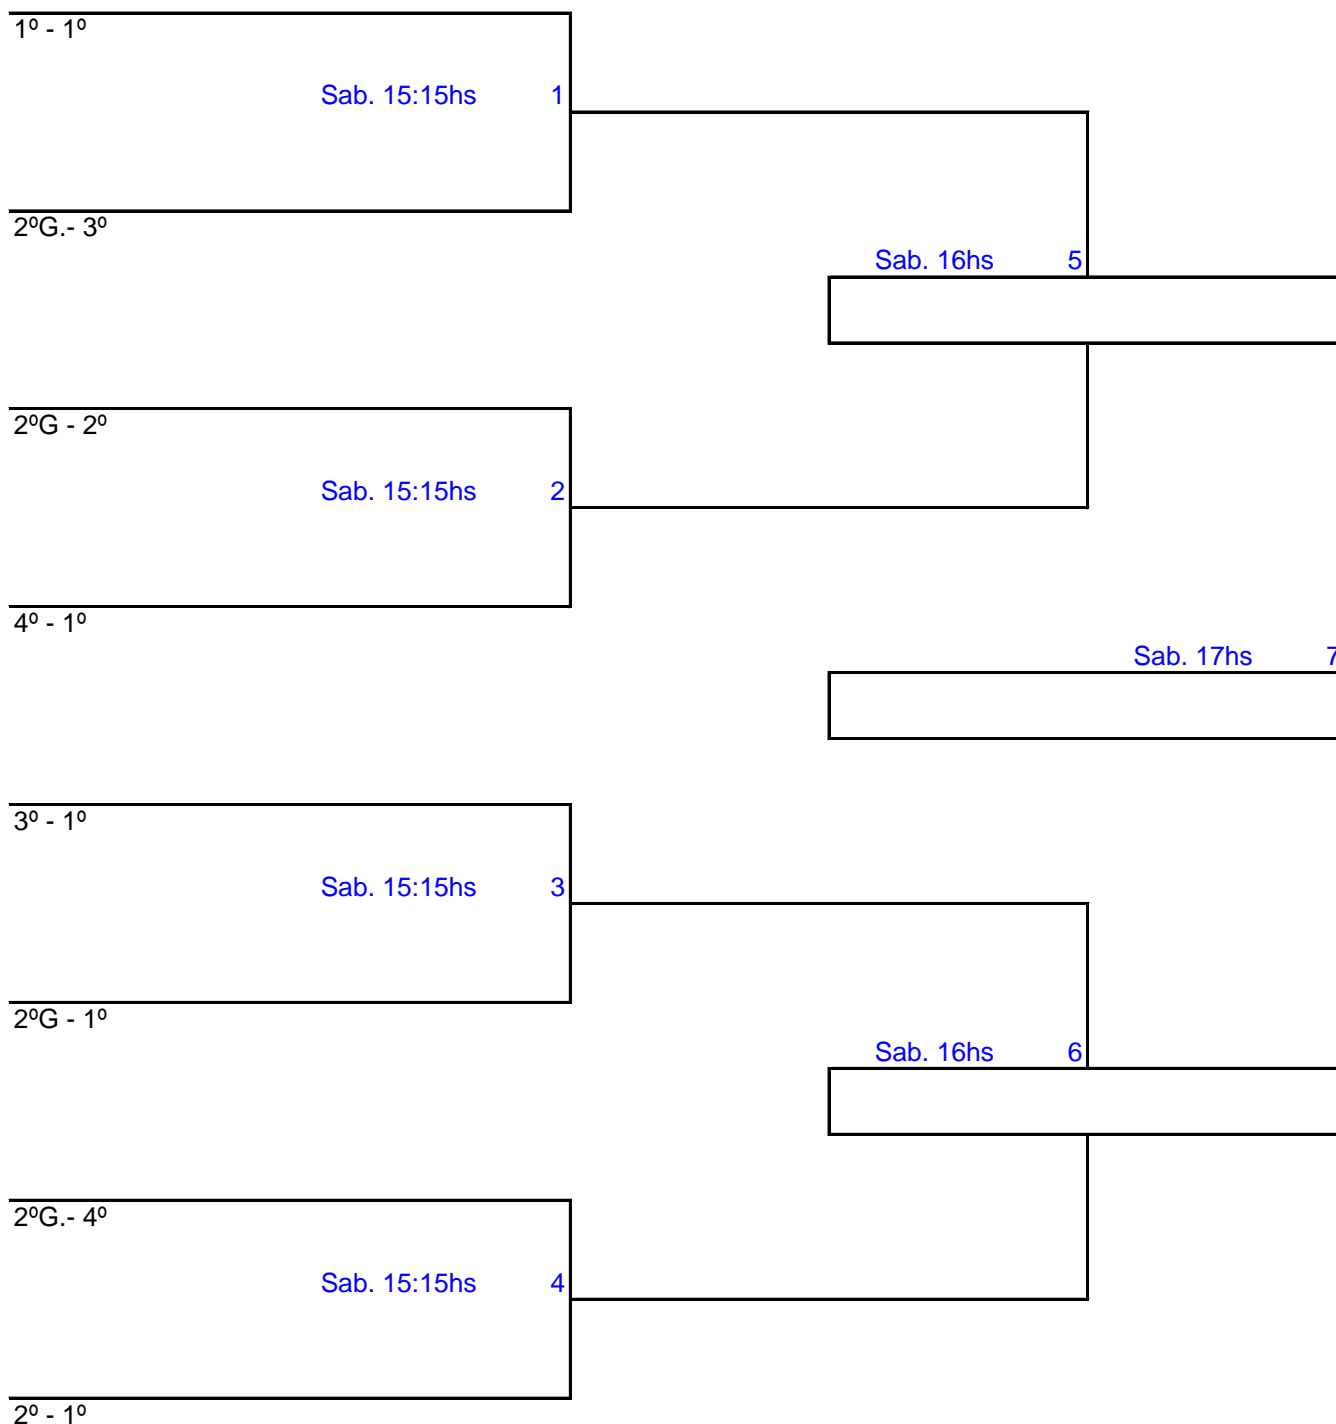 1º - 1º
Sab. 15:15hs 1
2ºG.- 3º
Sab. 16hs 5
2ºG - 2º
Sab. 15:15hs 2
4º - 1º
Sab. 17hs 7
3º - 1º
Sab. 15:15hs 3
2ºG - 1º
Sab. 16hs 6
2ºG.- 4º
Sab. 15:15hs 4
2º - 1º